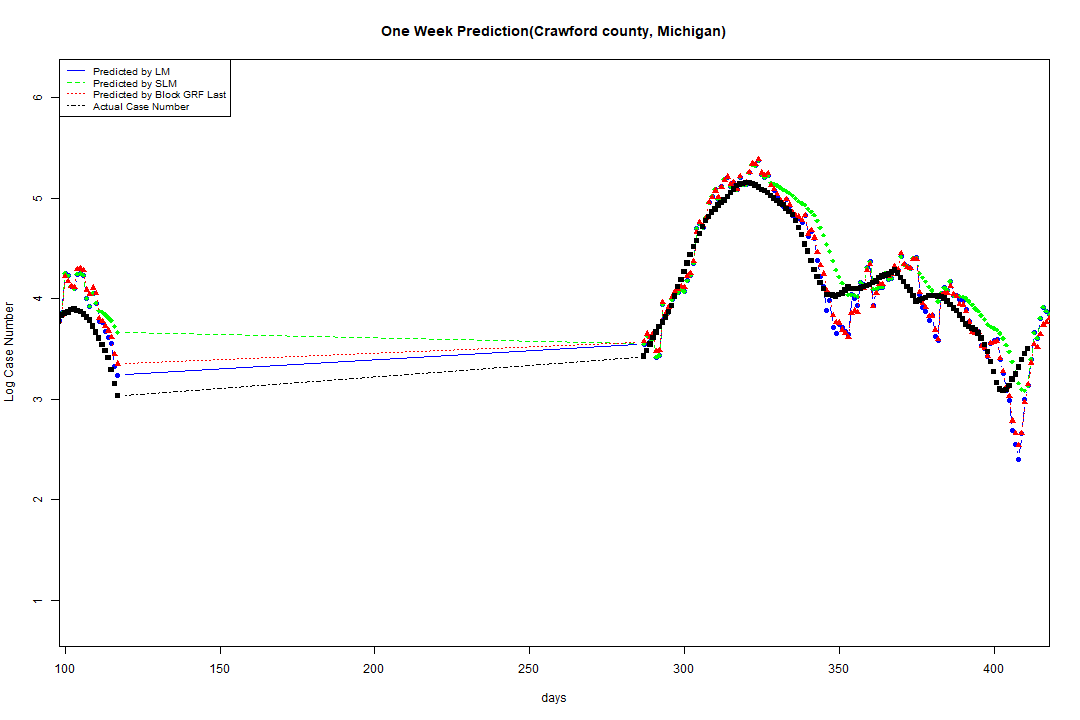 One Week Prediction(Crawford county, Michigan)
Predicted by LM
Predicted by SLM
Predicted by Block GRF Last
Actual Case Number
6
5
4
3
2
1
Log Case Number
100 150 200 250 300 350 400
days